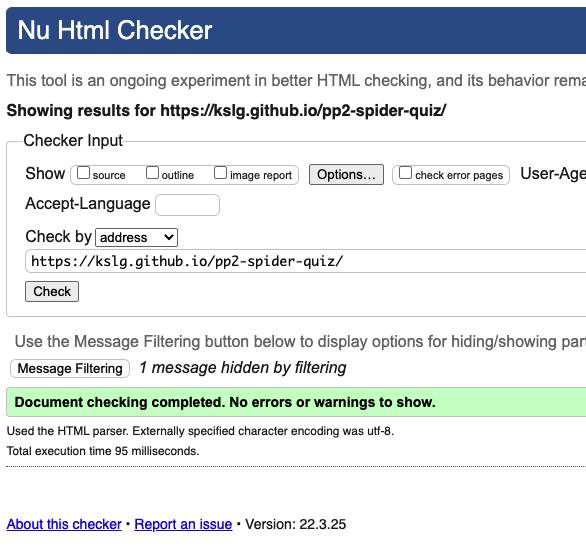 Nu Html Checker
This tool is an ongoing experiment in better HTML checking, and its behavior rema
Showing results for https://kslg.github.io/pp2-spider-quiz/
Checker Input
Show source outline image report Options... check error pages User-Age
Accept-Language
Check by address
https://kslg.github.io/pp2-spider-quiz/
Check
Use the Message Filtering button below to display options for hiding/showing part
Message Filtering 1 message hidden by filtering
Document checking completed. No errors or warnings to show.
Used the HTML parser. Externally specified character encoding was utf-8.
Total execution time 95 milliseconds.
About this checker • Report an issue • Version: 22.3.25